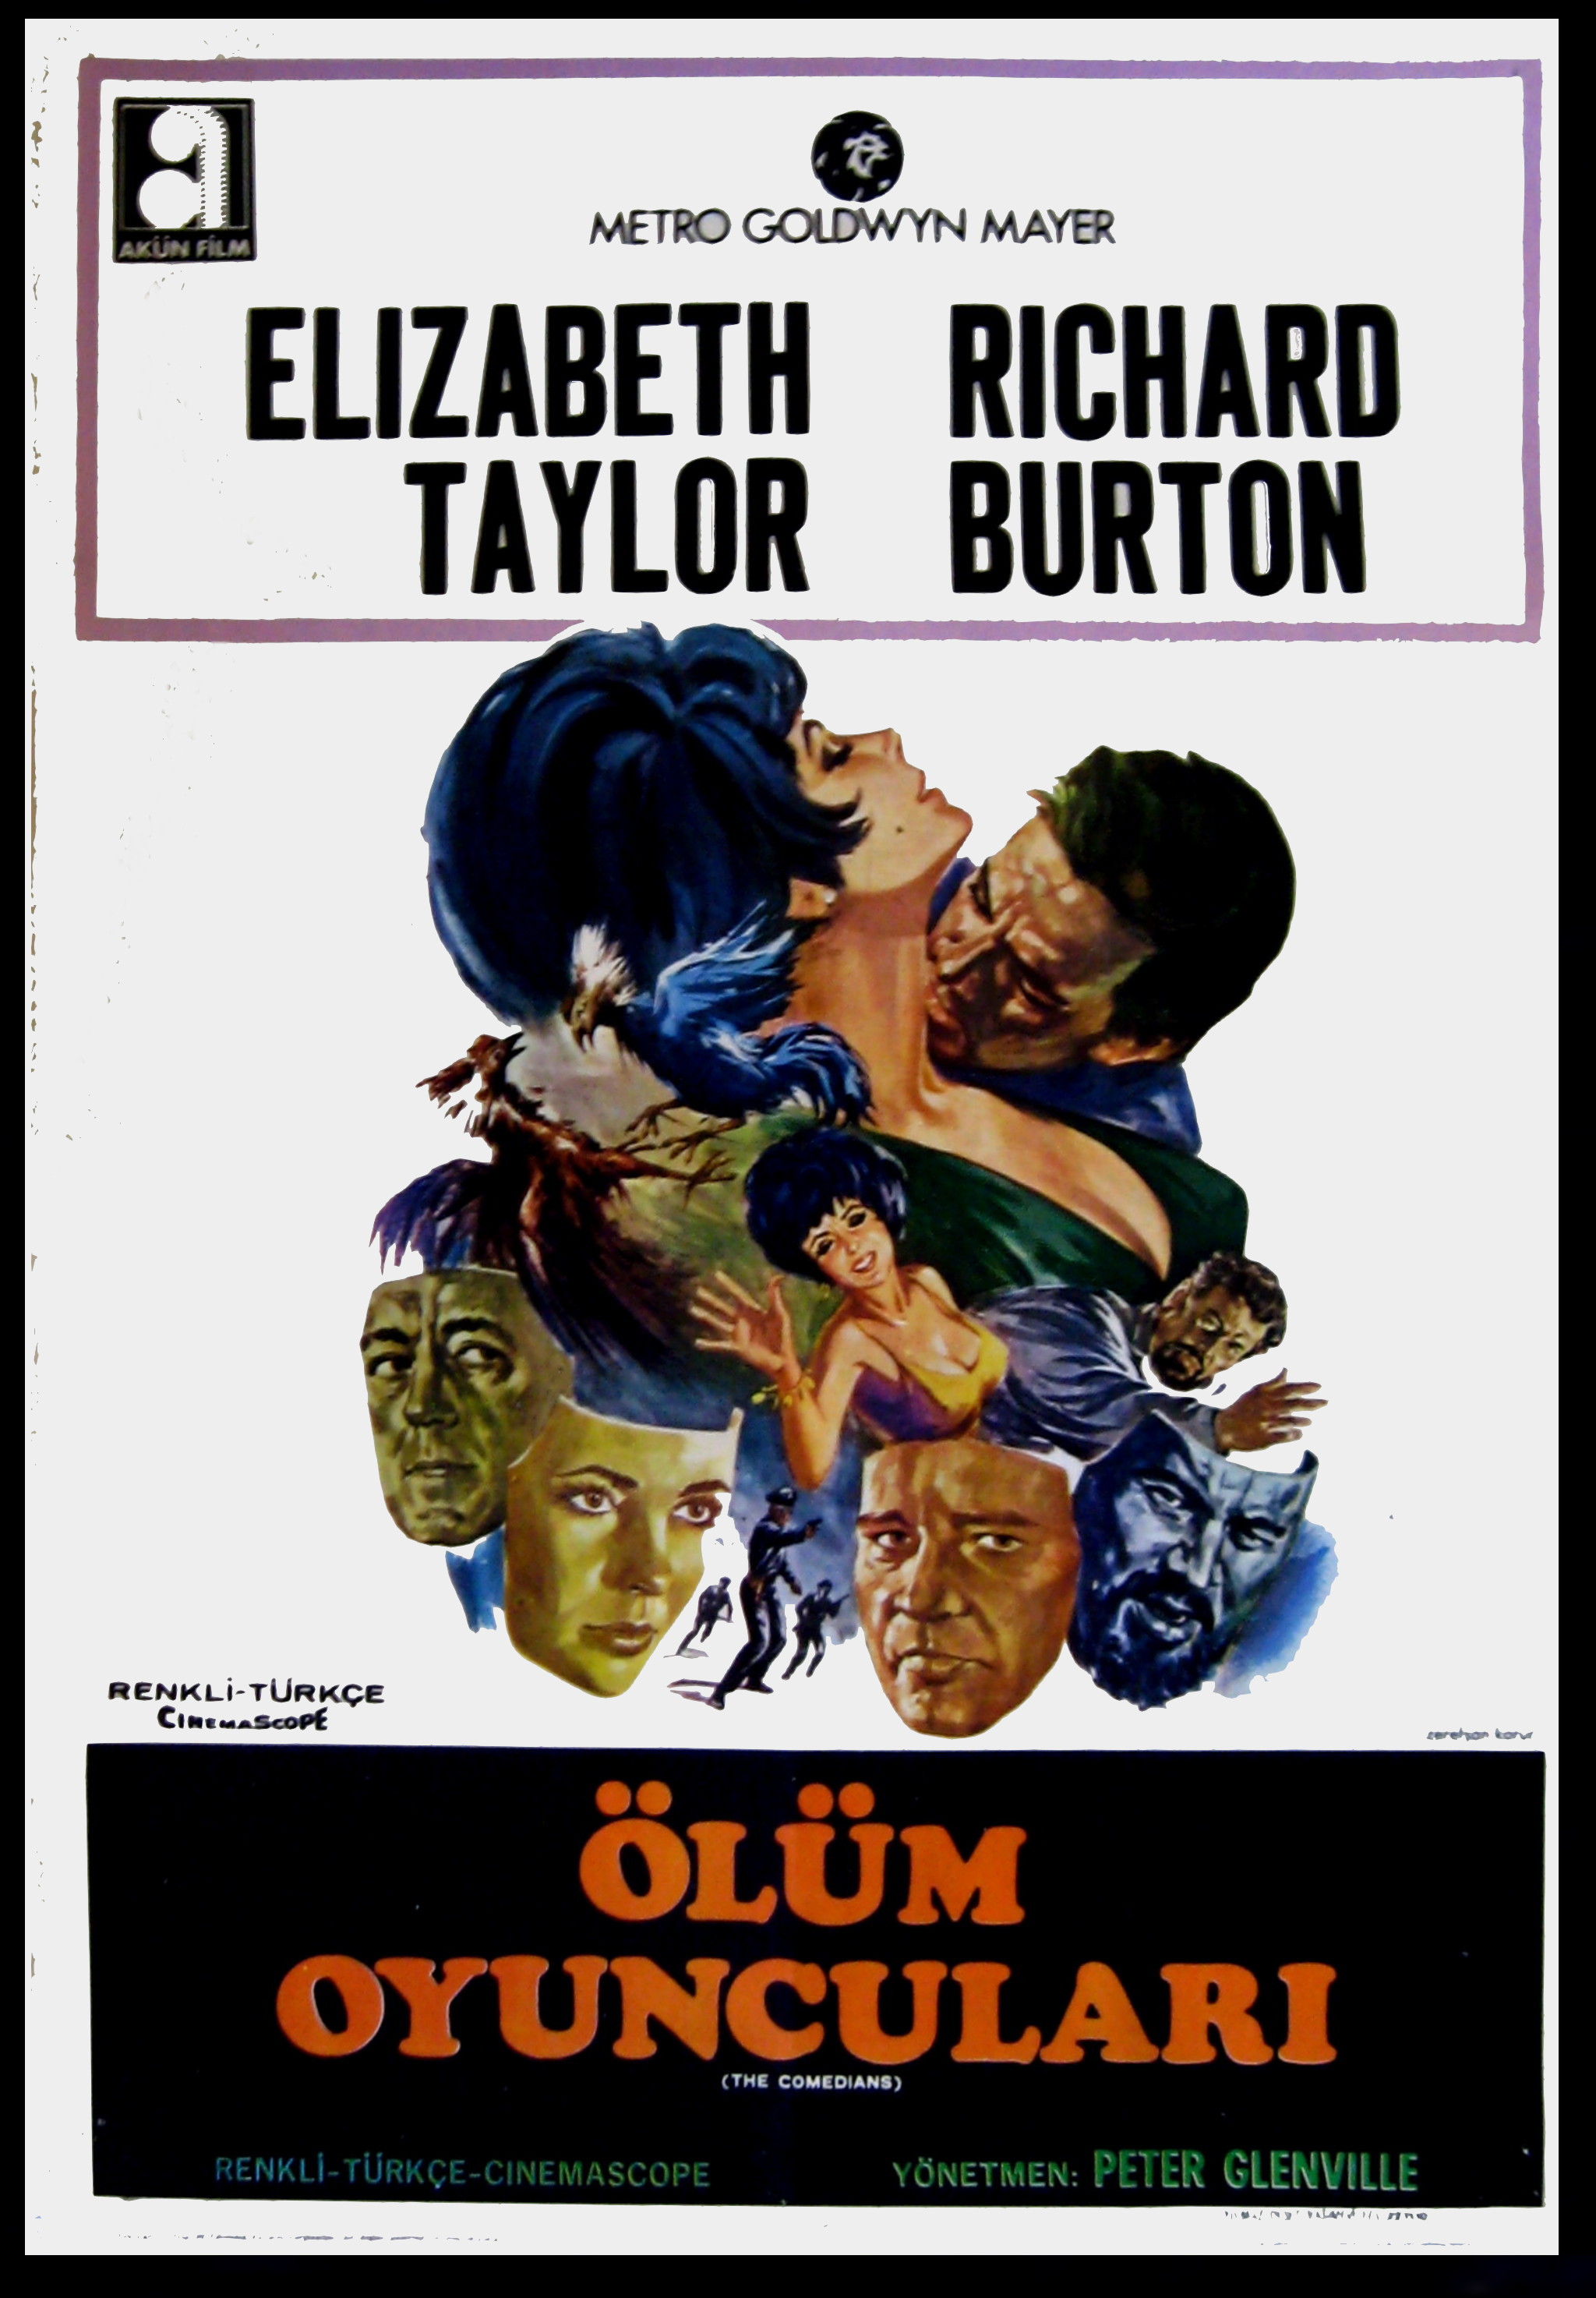 AKÜN FİLM
METRO GOLDWYN MAYER
ELIZABETH RICHARD
TAYLOR BURTON
RENKLİ-TÜRKÇE
CINEMASCOPE
ÖLÜM
OYUNCULARI
(THE COMEDIANS)
RENKLİ-TÜRKÇE-CINEMASCOPE
YÖNETMEN: PETER GLENVILLE